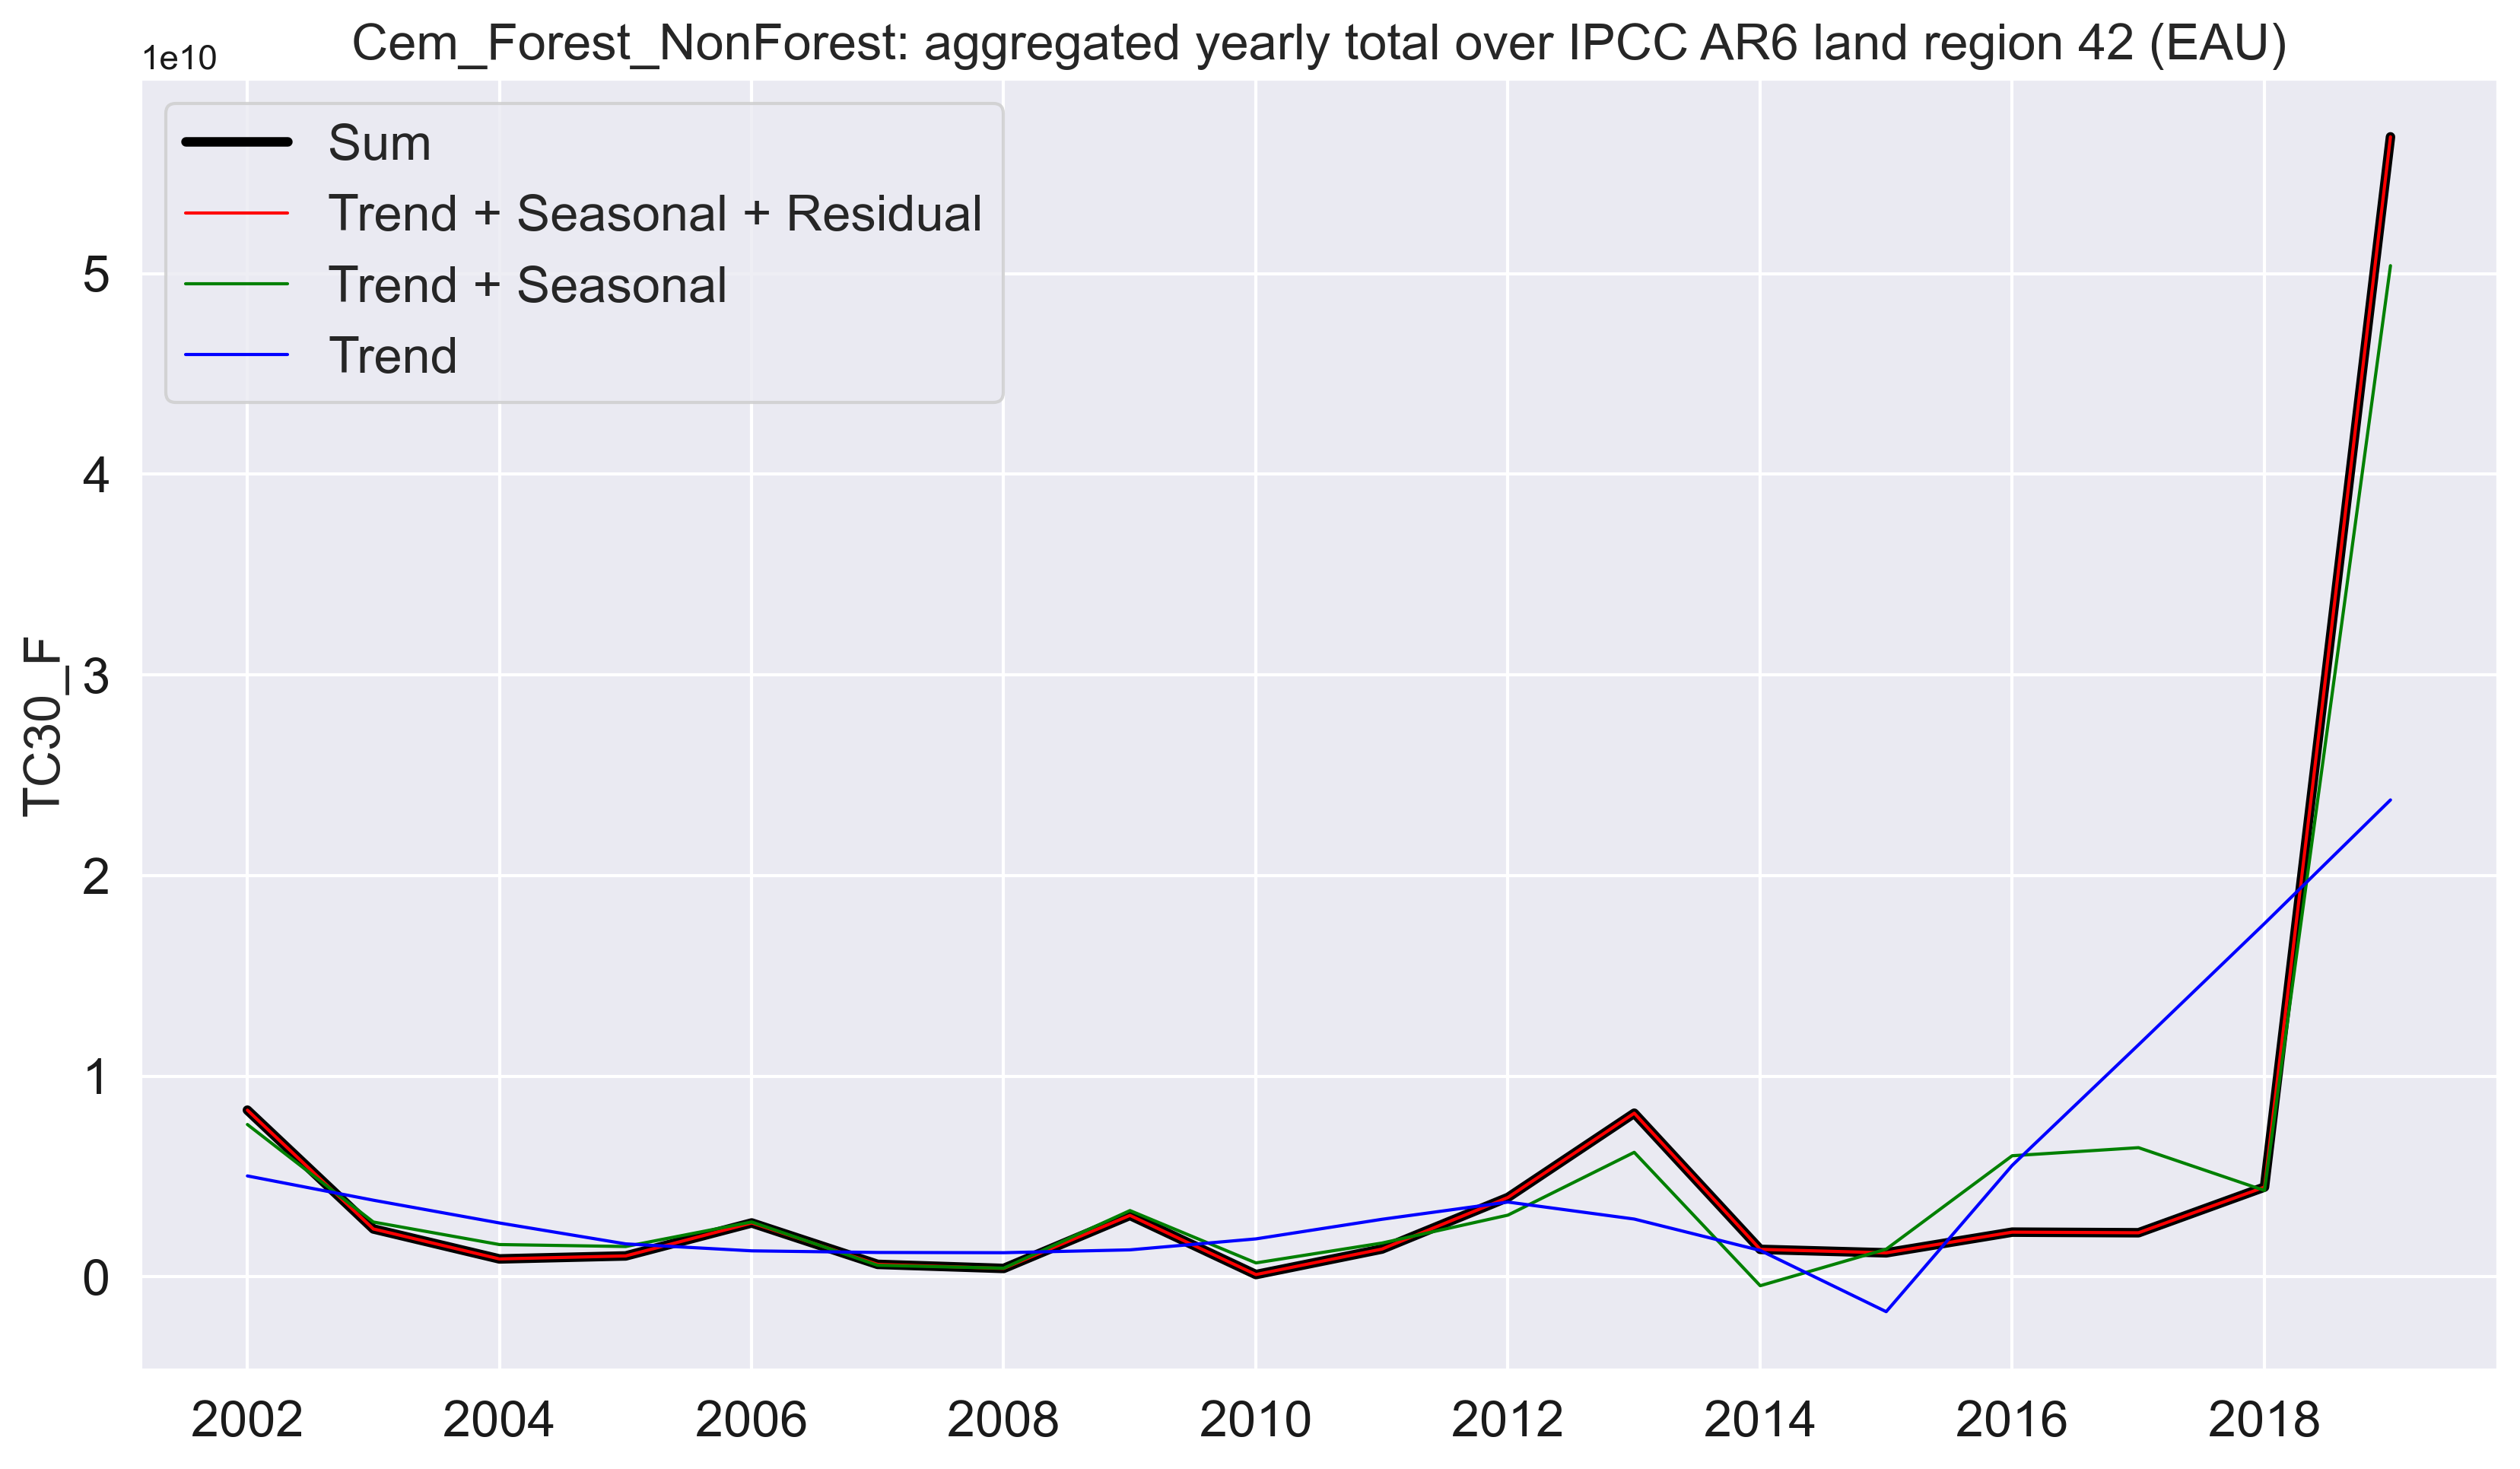 Cem_Forest_NonForest: aggregated yearly total over IPCC AR6 land region 42 (EAU)
1e10
Sum
Trend + Seasonal + Residual
Trend + Seasonal
Trend
5
4
3
2
1
0
TC30_F
2002 2004 2006 2008 2010 2012 2014 2016 2018